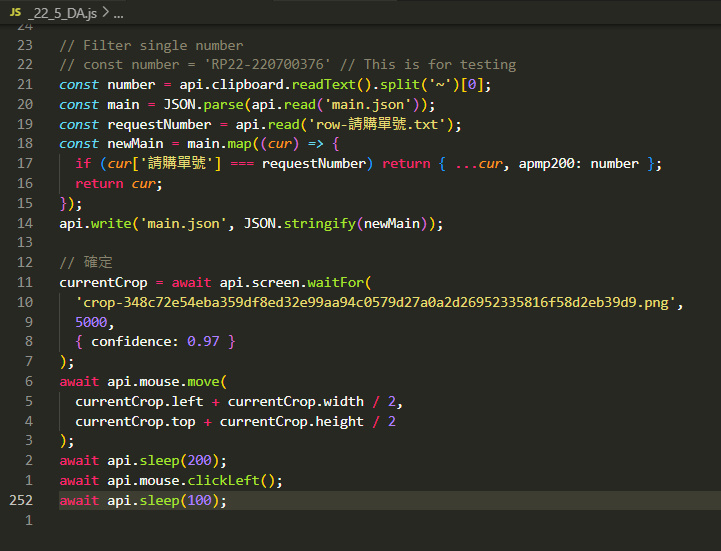 JS _22_5_DA.js > ...
24
23 // Filter single number
22 // const number = 'RP22-220700376' // This is for testing
21 const number = api.clipboard.readText().split('~')[0];
20 const main = JSON.parse(api.read('main.json'));
19 const requestNumber = api.read('row-請購單號.txt');
18 const newMain = main.map((cur) => {
17 if (cur['請購單號'] === requestNumber) return { ...cur, apmp200: number };
16 return cur;
15 });
14 api.write('main.json', JSON.stringify(newMain));
13
12 // 確定
11 currentCrop = await api.screen.waitFor(
10 'crop-348c72e54eba359df8ed32e99aa94c0579d27a0a2d26952335816f58d2eb39d9.png',
9 5000,
8 { confidence: 0.97 }
7 );
6 await api.mouse.move(
5 currentCrop.left + currentCrop.width / 2,
4 currentCrop.top + currentCrop.height / 2
3 );
2 await api.sleep(200);
1 await api.mouse.clickLeft();
252 await api.sleep(100);
1